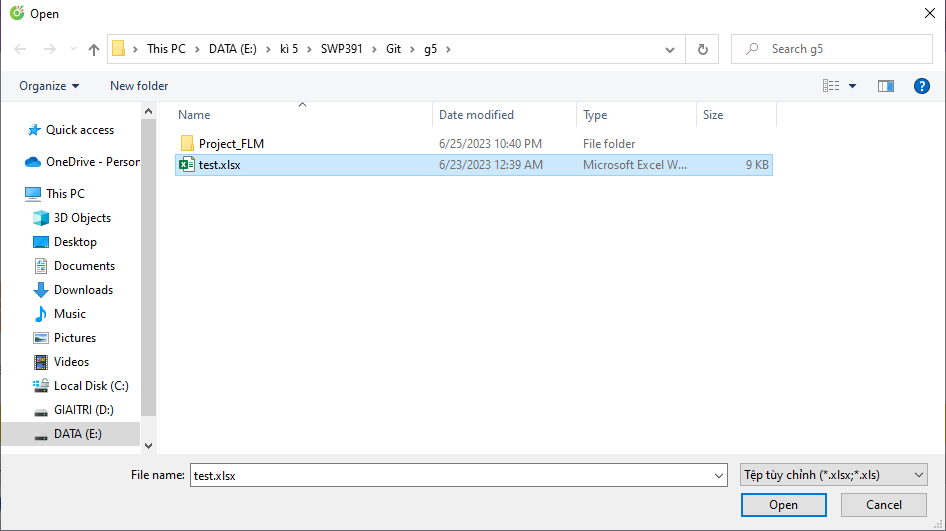 Open
This PC > DATA (E:) > kì 5 > SWP391 > Git > g5 >
Search g5
Organize
New folder
Name
Date modified
Type
Size
Project_FLM 6/25/2023 10:40 PM File folder
test.xlsx 6/23/2023 12:39 AM Microsoft Excel W... 9 KB
Quick access
OneDrive - Person
This PC
3D Objects
Desktop
Documents
Downloads
Music
Pictures
Videos
Local Disk (C:)
GIAITRI (D:)
DATA (E:)
File name: test.xlsx
Tệp tùy chỉnh (*.xlsx;*.xls)
Open
Cancel